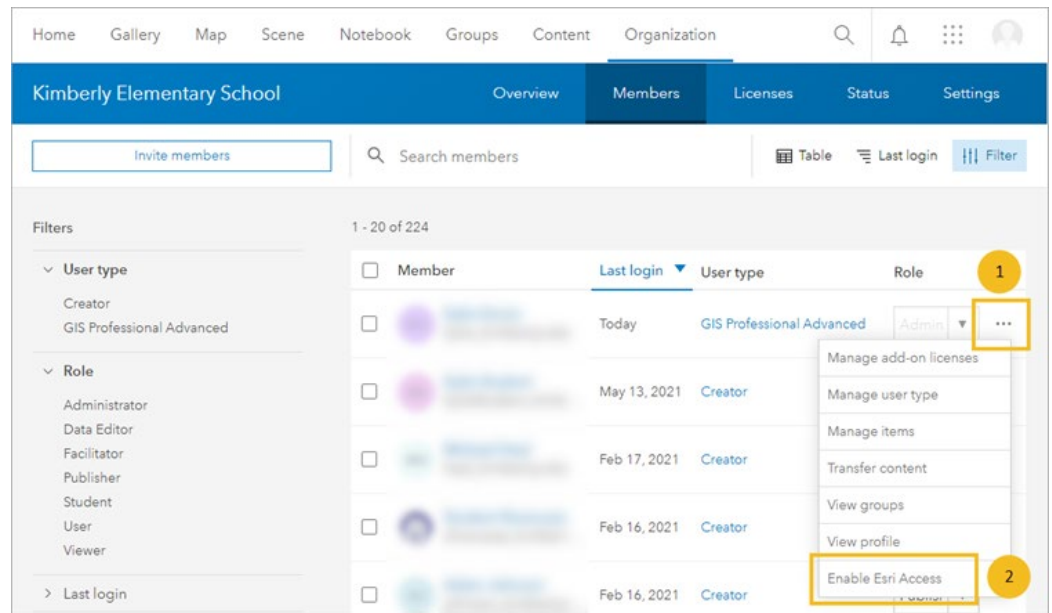 Home Gallery Map Scene Notebook Groups Content Organization
Kimberly Elementary School Overview Members Licenses Status Settings
Invite members Search members Table Last login Filter
Filters 1 - 20 of 224
User type Member Last login User type Role 1
Creator
GIS Professional Advanced Today GIS Professional Advanced Admin ...
Manage add-on licenses
Role
May 13, 2021 Creator Manage user type
Administrator
Data Editor Manage items
Facilitator Feb 17, 2021 Creator
Publisher Transfer content
Student View groups
User Feb 16, 2021 Creator
Viewer View profile
Enable Esri Access 2
Last login Feb 16, 2021 Creator